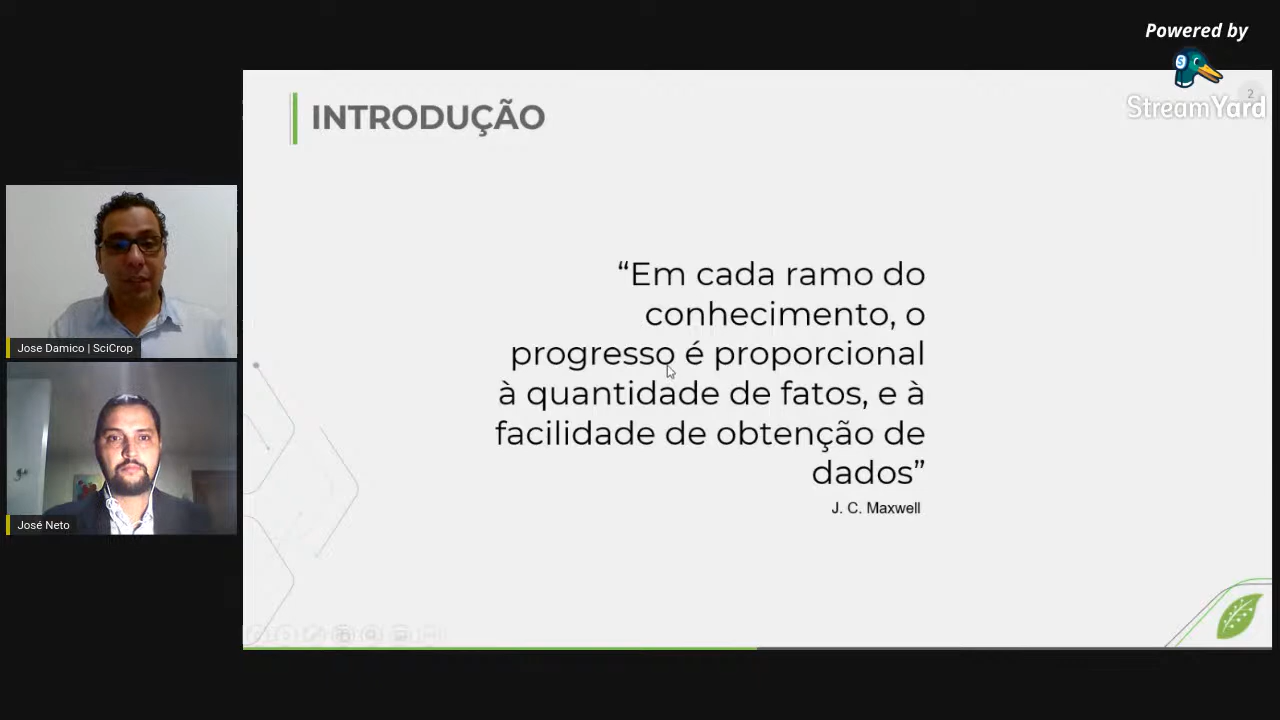 Powered by
StreamYard
2
INTRODUÇÃO
“Em cada ramo do
conhecimento, o
progresso é proporcional
à quantidade de fatos, e à
facilidade de obtenção de
dados”
J. C. Maxwell
Jose Damico | SciCrop
José Neto